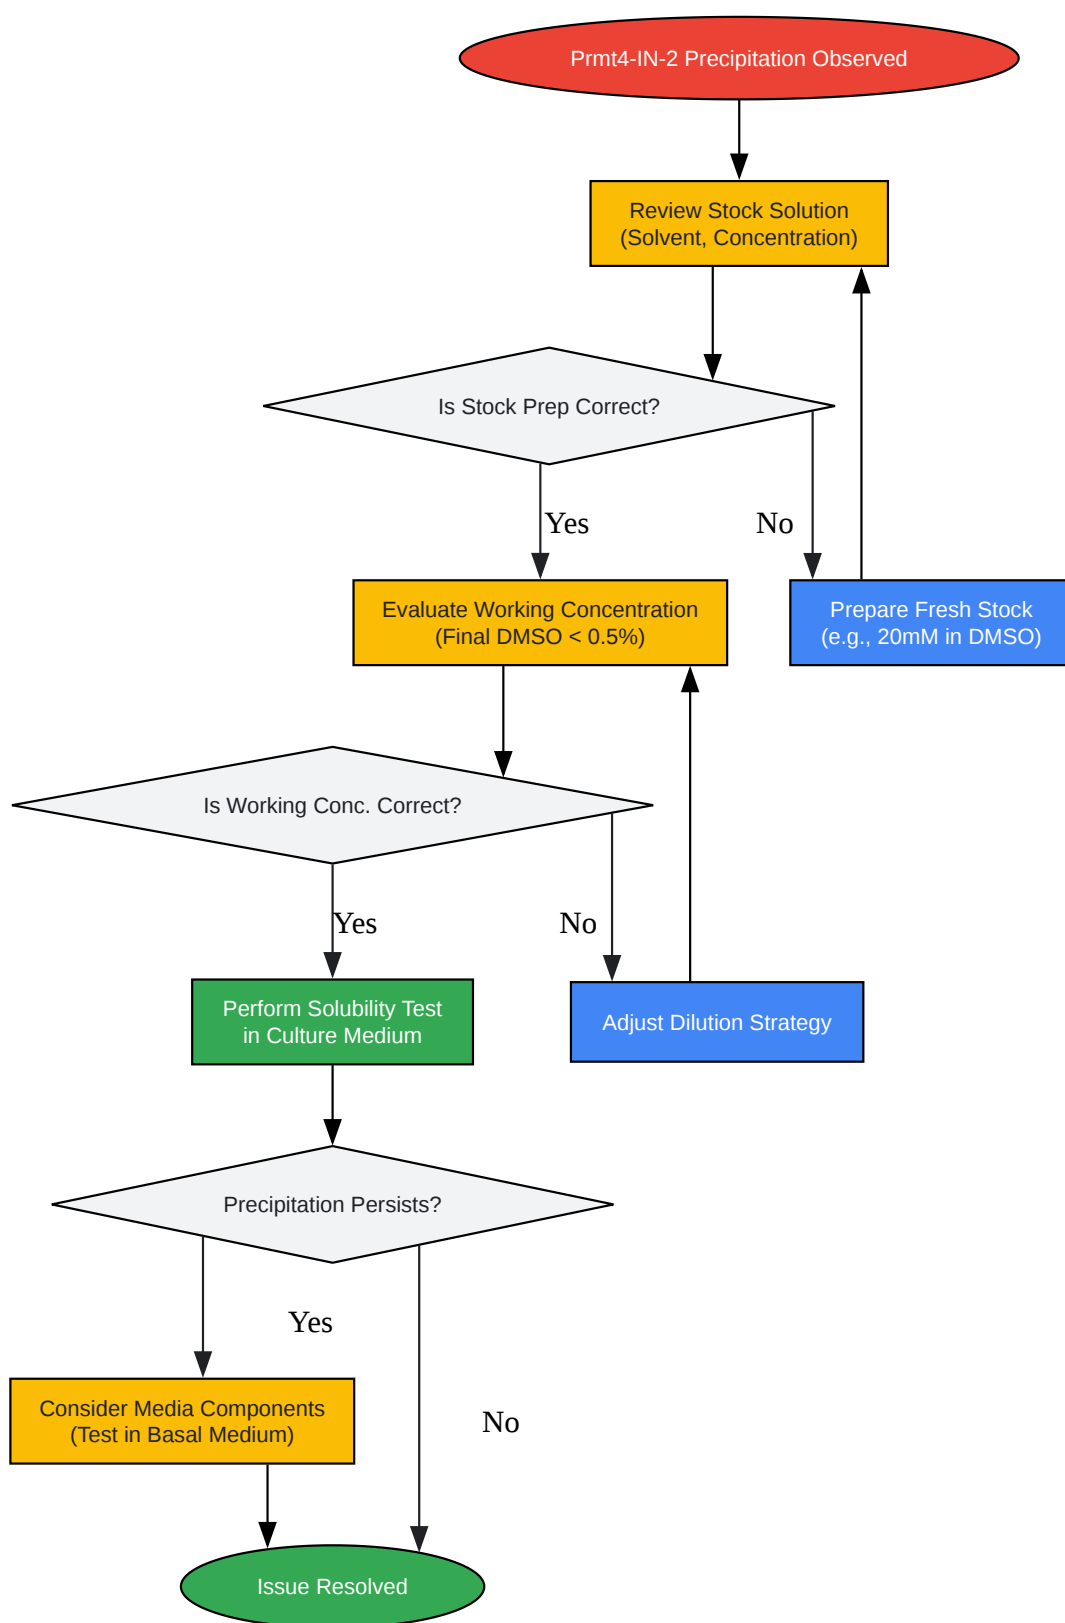 Prmt4-IN-2 Precipitation Observed
Review Stock Solution
(Solvent, Concentration)
Is Stock Prep Correct?
Yes
No
Evaluate Working Concentration
(Final DMSO < 0.5%)
Prepare Fresh Stock
(e.g., 20mM in DMSO)
Is Working Conc. Correct?
Yes
No
Perform Solubility Test
in Culture Medium
Adjust Dilution Strategy
Precipitation Persists?
Yes
Consider Media Components
(Test in Basal Medium)
No
Issue Resolved